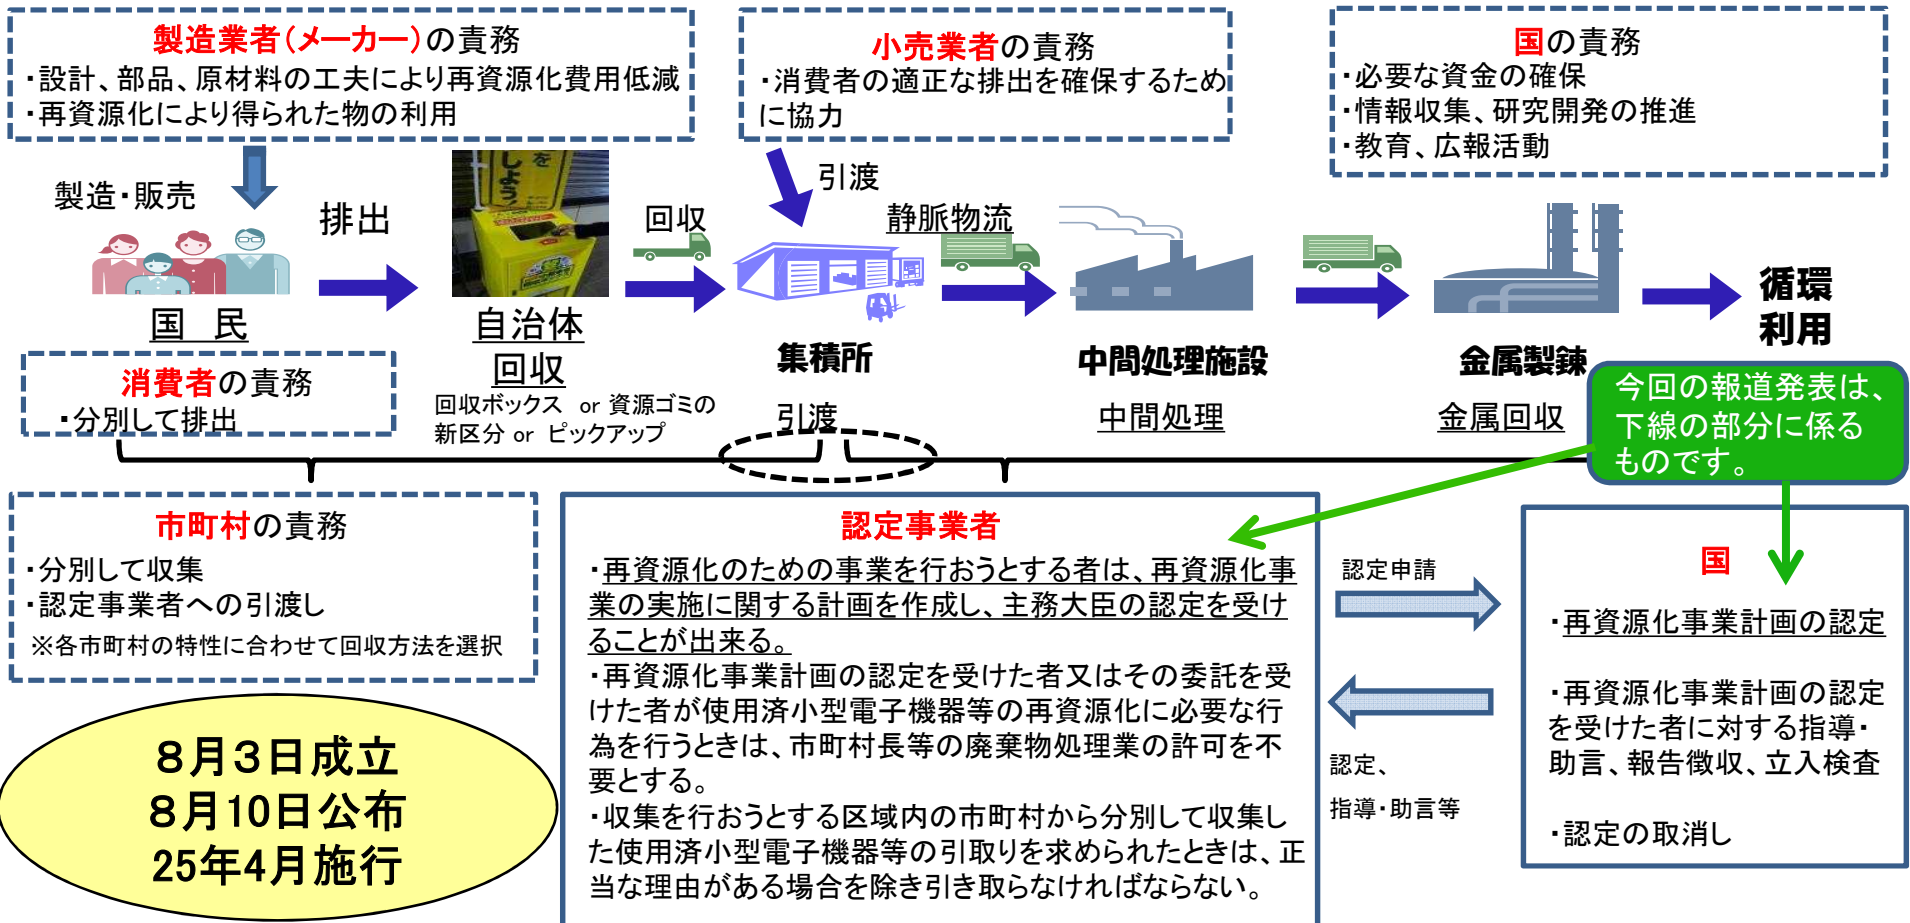 製造業者(メーカー)の責務
・設計、部品、原材料の工夫により再資源化費用低減
・再資源化により得られた物の利用
小売業者の責務
・消費者の適正な排出を確保するため
に協力
国の責務
・必要な資金の確保
・情報収集、研究開発の推進
・教育、広報活動
製造・販売
排出
を
しよう
回収
引渡
静脈物流
国　民
自治体
回収
集積所
中間処理施設
金属製錬
循環
利用
消費者の責務
・分別して排出
回収ボックス or 資源ゴミの
新区分 or ピックアップ
引渡
中間処理
金属回収
今回の報道発表は、
下線の部分に係る
ものです。
市町村の責務
・分別して収集
・認定事業者への引渡し
※各市町村の特性に合わせて回収方法を選択
8月3日成立
8月10日公布
25年4月施行
認定事業者
・再資源化のための事業を行おうとする者は、再資源化事
業の実施に関する計画を作成し、主務大臣の認定を受け
ることが出来る。
・再資源化事業計画の認定を受けた者又はその委託を受
けた者が使用済小型電子機器等の再資源化に必要な行
為を行うときは、市町村長等の廃棄物処理業の許可を不
要とする。
・収集を行おうとする区域内の市町村から分別して収集し
た使用済小型電子機器等の引取りを求められたときは、正
当な理由がある場合を除き引き取らなければならない。
認定申請
認定、
指導・助言等
国
・再資源化事業計画の認定
・再資源化事業計画の認定
を受けた者に対する指導・
助言、報告徴収、立入検査
・認定の取消し